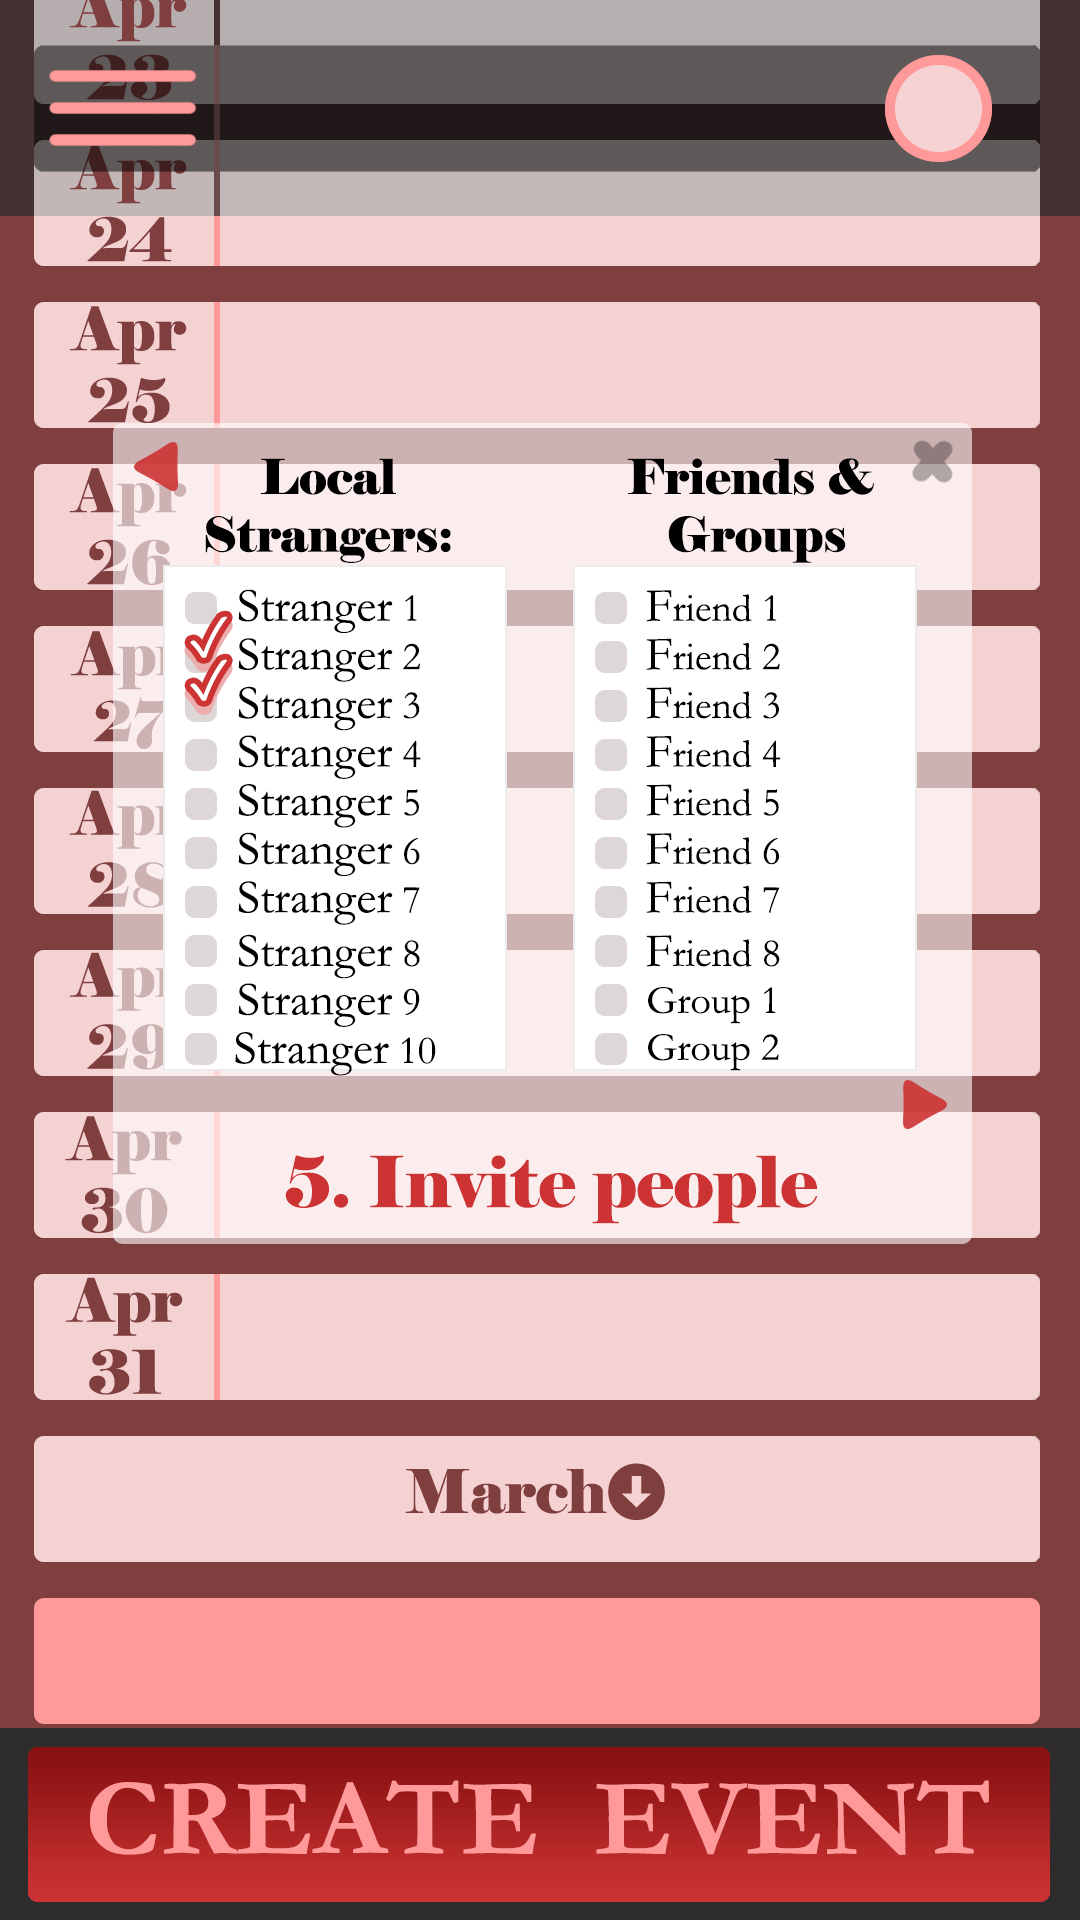 Apr
23
Apr
24
Apr
25
Apr
26
Apr
27
Apr
28
Apr
29
Apr
30
Apr
31
Local
Strangers:
Stranger 1
Stranger 2
Stranger 3
Stranger 4
Stranger 5
Stranger 6
Stranger 7
Stranger 8
Stranger 9
Stranger 10
Friends &
Groups
Friend 1
Friend 2
Friend 3
Friend 4
Friend 5
Friend 6
Friend 7
Friend 8
Group 1
Group 2
5. Invite people
March
CREATE EVENT